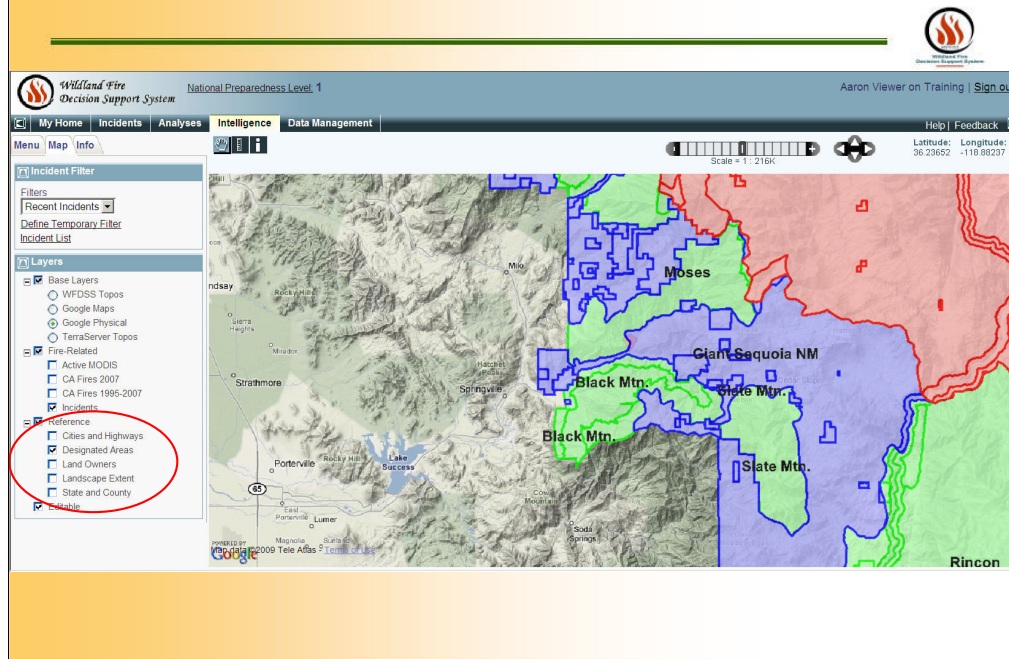 Wildland Fire
Decision Support System
Wildland Fire
Decision Support System
National Preparedness Level: 1
Aaron Viewer on Training | Sign ou
My Home Incidents Analyses Intelligence Data Management
Help | Feedback
Menu Map Info
Scale = 1 : 216K
Latitude: Longitude:
36.23652 -118.88237
Incident Filter
Filters
Recent Incidents
Define Temporary Filter
Incident List
Layers
Base Layers
WFDSS Topos
Google Maps
Google Physical
TerraServer Topos
Fire-Related
Active MODIS
CA Fires 2007
CA Fires 1995-2007
Incidents
Reference
Cities and Highways
Designated Areas
Land Owners
Landscape Extent
State and County
Editable
Hill
Milo
Moses
ndsay
Rocky Hill
Sierra
Heights
Mirador
Giant Sequoia NM
Hatchet
Peak
Strathmore
Springville
Black Mtn.
Slate Mtn.
Black Mtn.
Porterville
Rocky Hill
Lake
Success
Slate Mtn.
65
East
Porterville
Lumer
Cow
Mountain
Soda
Springs
Magnolia
Sunland
POWERED BY
Google
Map data ©2009 Tele Atlas - Terms of Use
Rincon